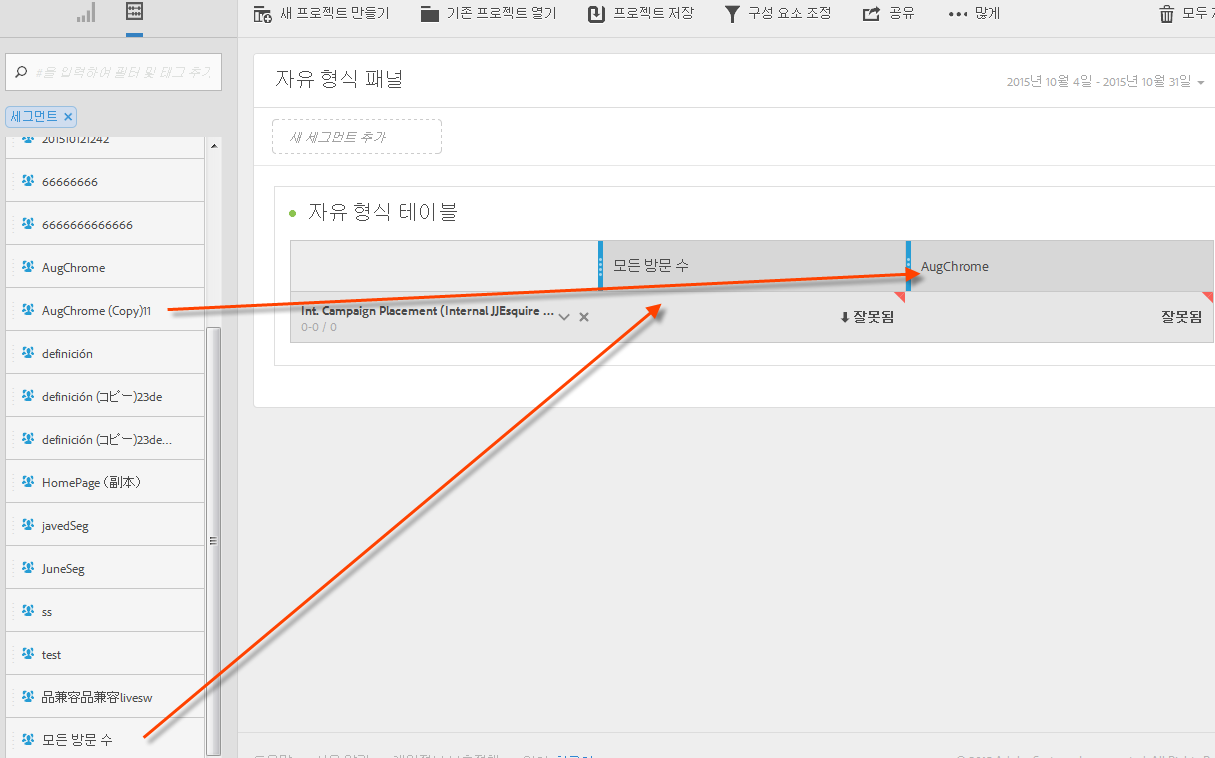 새 프로젝트 만들기 기존 프로젝트 열기 프로젝트 저장 구성 요소 조정 공유 많게 모두
#을 입력하여 필터 및 태그 추가
세그먼트
201510121242
66666666
6666666666666
AugChrome
AugChrome (Copy)11
definición
definición (コピー)23de
definición (コピー)23de...
HomePage (副本)
javedSeg
JuneSeg
ss
test
品兼容品兼容livesw
모든 방문 수
자유 형식 패널
2015년 10월 4일 - 2015년 10월 31일
새 세그먼트 추가
자유 형식 테이블
모든 방문 수 AugChrome
Int. Campaign Placement (Internal JJEsquire ...
0-0 / 0
잘못됨 잘못됨